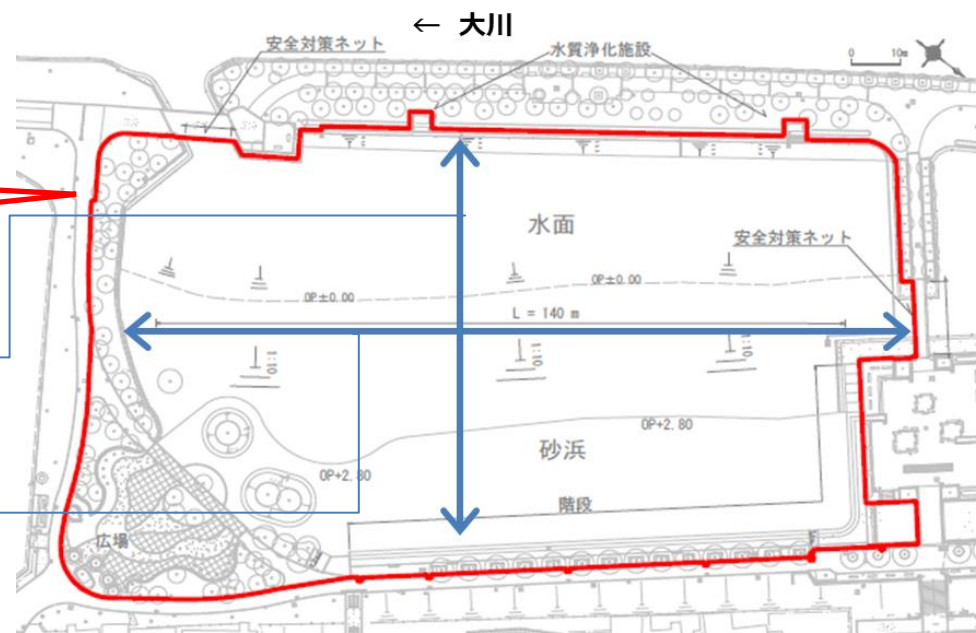 ← 大川
安全対策ネット
水質浄化施設
0 10m
水面
安全対策ネット
OP±0.00
OP±0.00
L = 140 m
1:10
1:10
1:10
OP+2.80
砂浜
OP+2.80
階段
広場